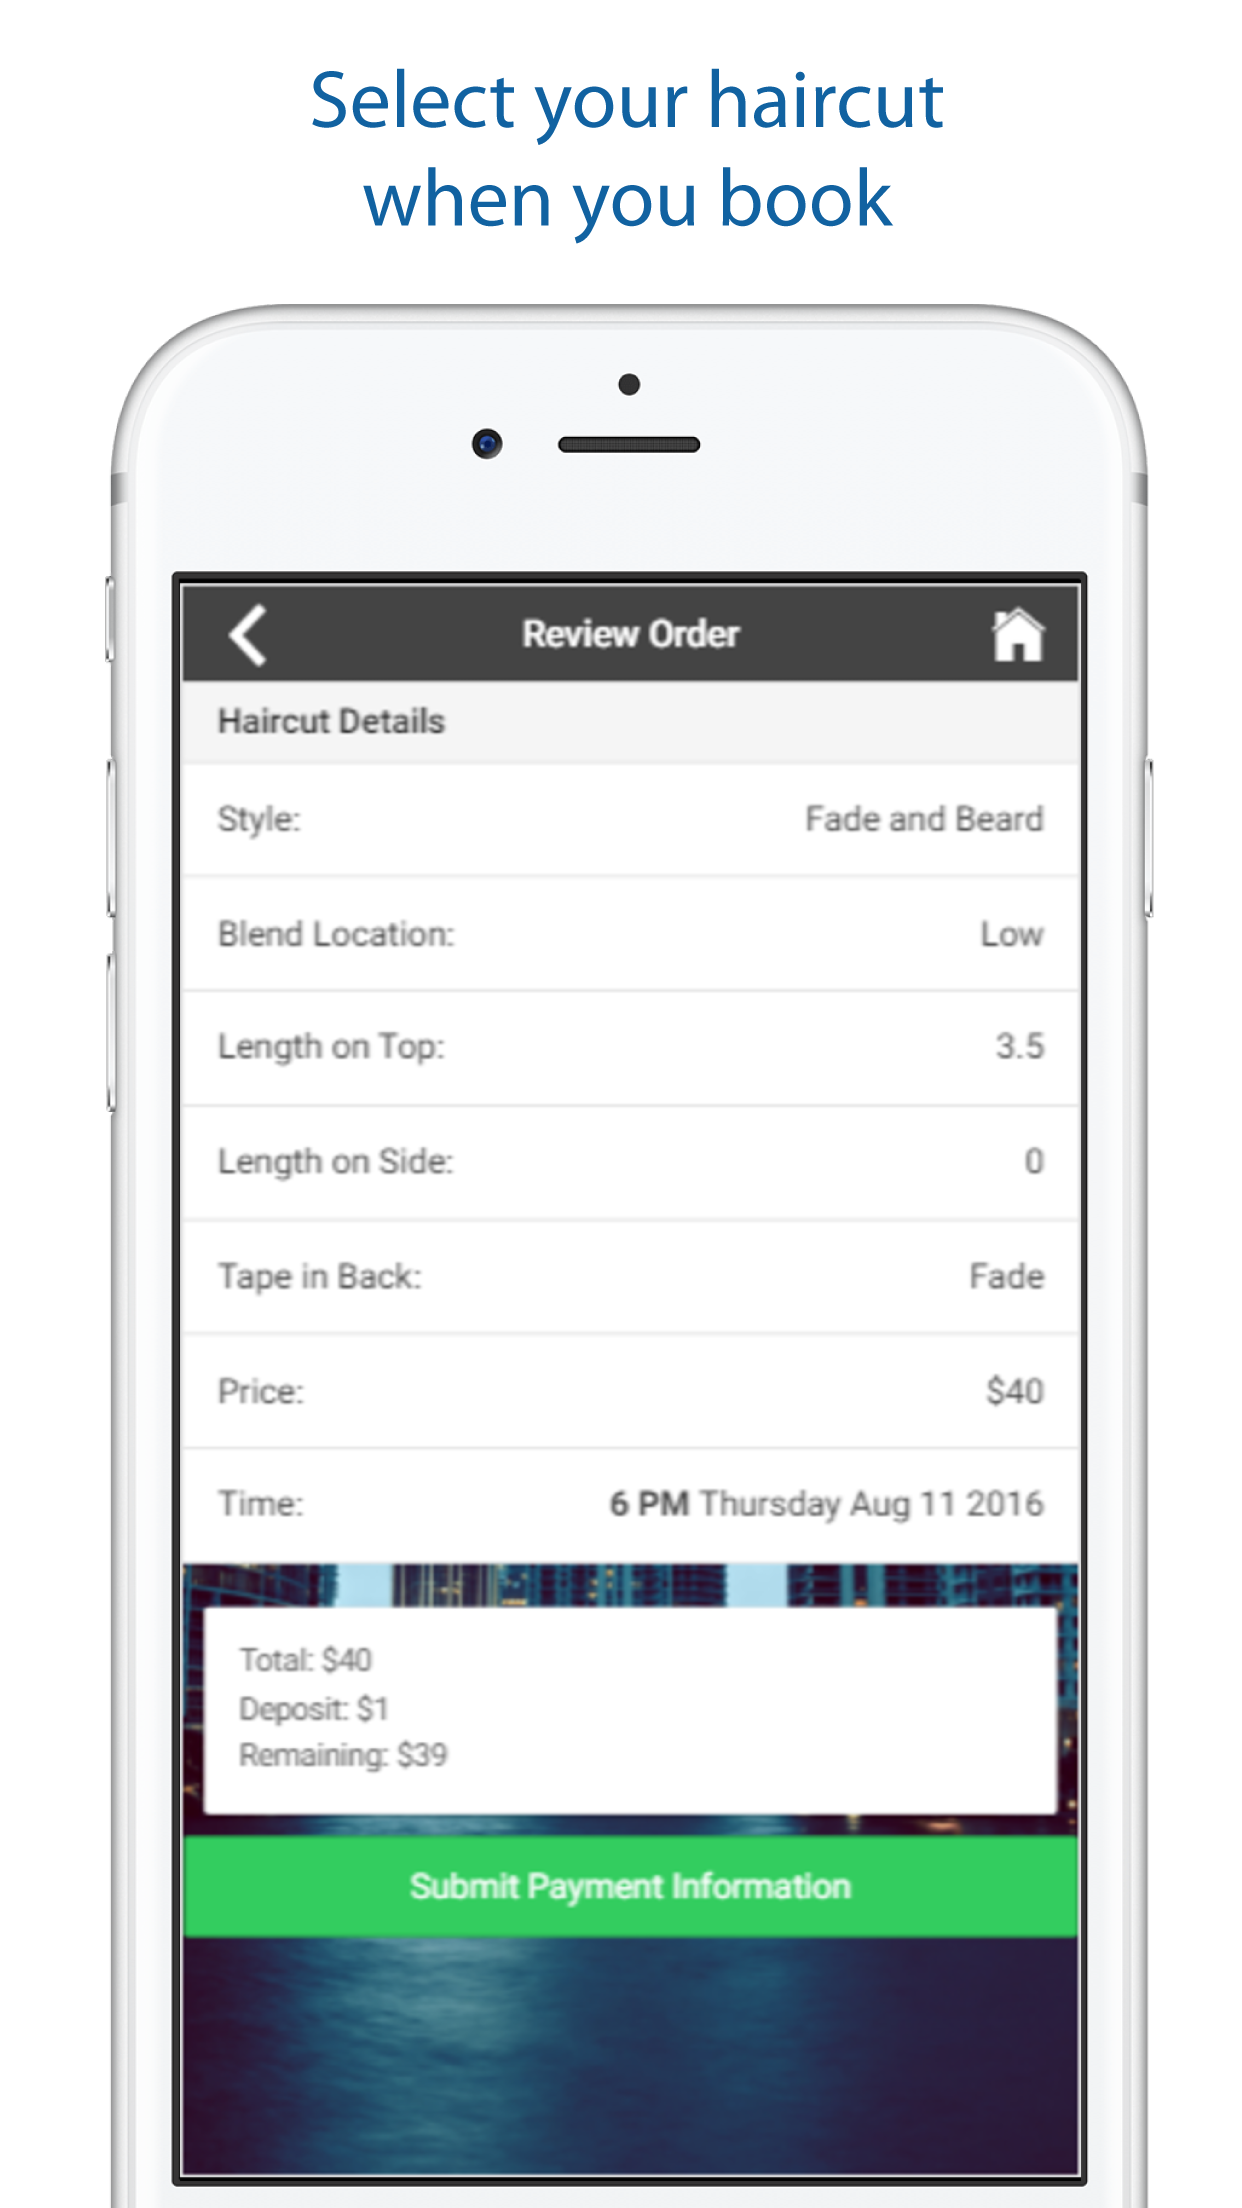 Select your haircut
when you book
Review Order
Haircut Details
Style: Fade and Beard
Blend Location: Low
Length on Top: 3.5
Length on Side: 0
Tape in Back: Fade
Price: $40
Time: 6 PM Thursday Aug 11 2016
Total: $40
Deposit: $1
Remaining: $39
Submit Payment Information